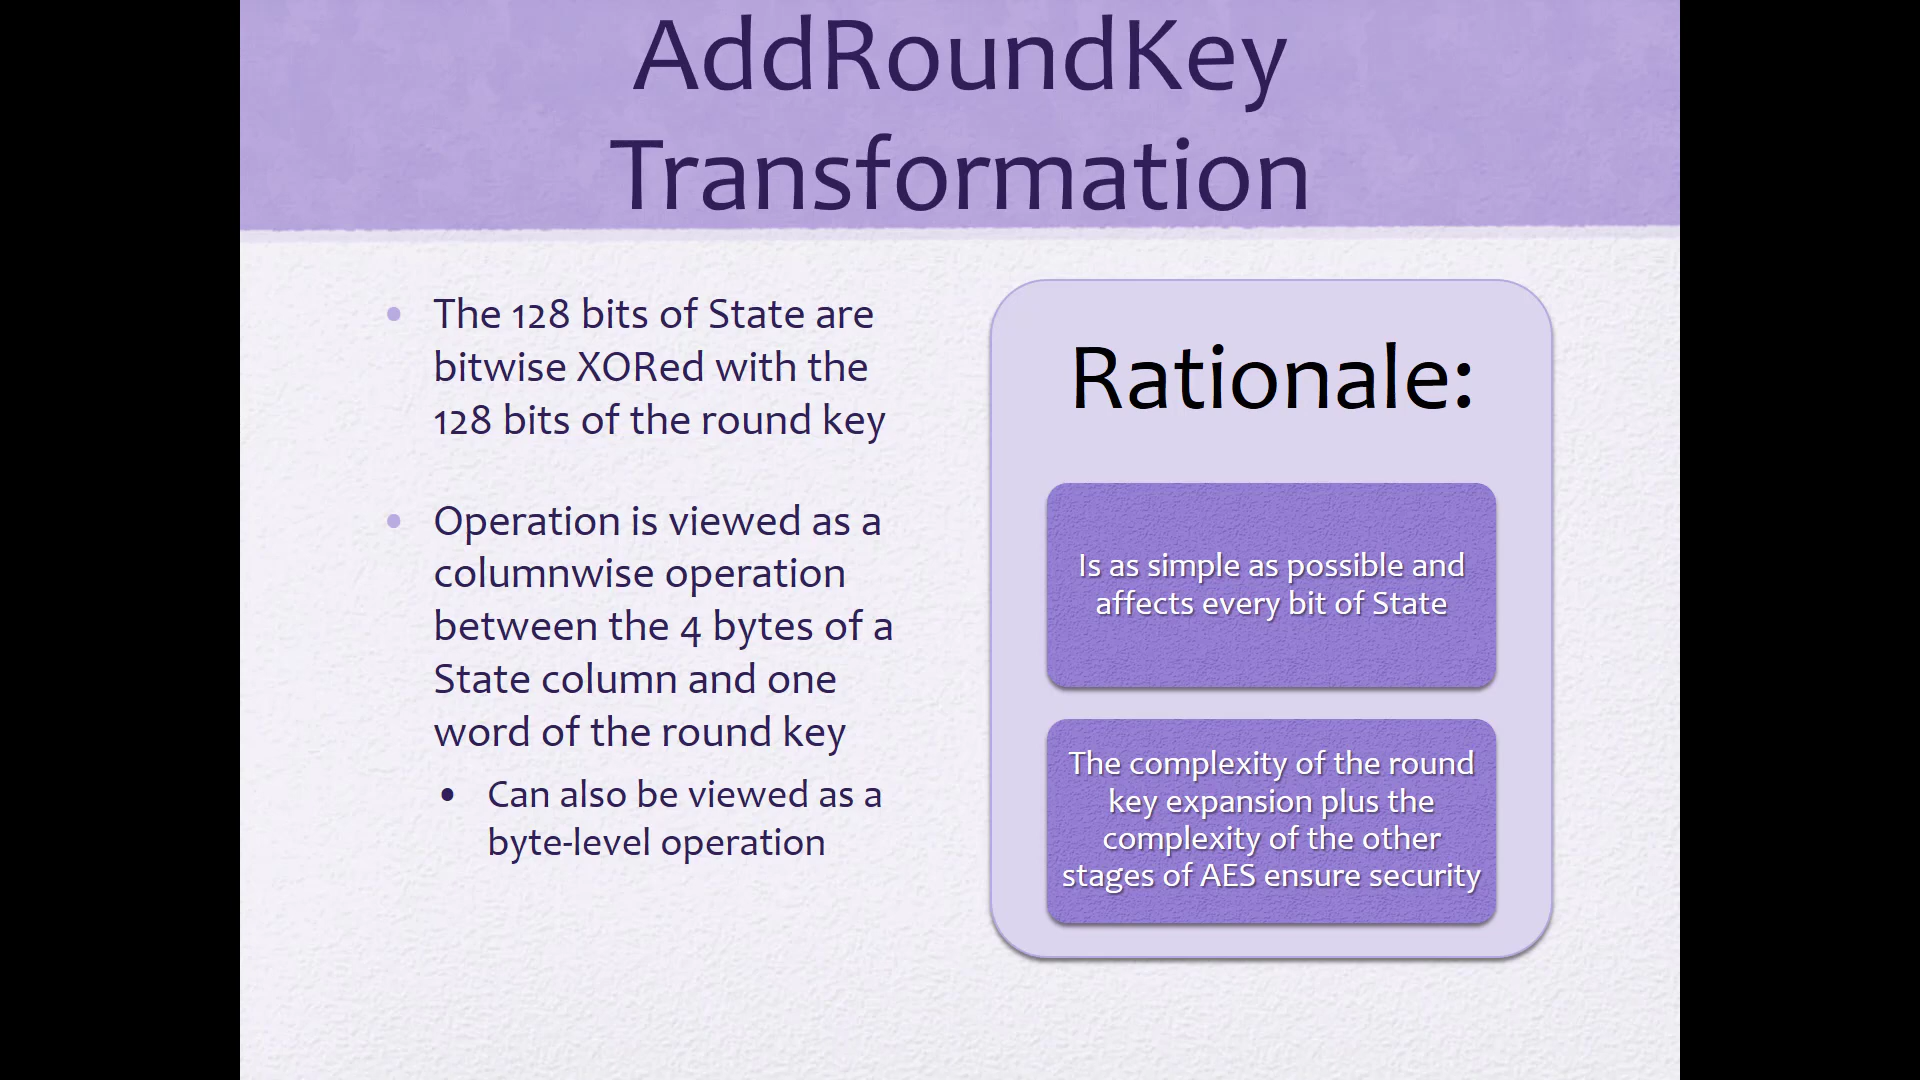 AddRoundKey
Transformation
The 128 bits of State are
bitwise XORed with the
128 bits of the round key
Operation is viewed as a
columnwise operation
between the 4 bytes of a
State column and one
word of the round key
Can also be viewed as a
byte-level operation
Rationale:
Is as simple as possible and
affects every bit of State
The complexity of the round
key expansion plus the
complexity of the other
stages of AES ensure security